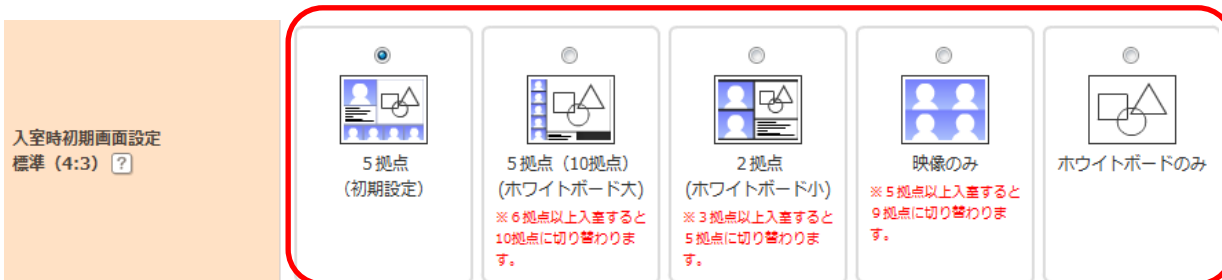 入室時初期画面設定
標準（4:3） ?
5拠点
（初期設定）
5拠点（10拠点）
(ホワイトボード大)
※６拠点以上入室すると
10拠点に切り替わりま
す。
2拠点
(ホワイトボード小)
※３拠点以上入室すると
５拠点に切り替わりま
す。
映像のみ
※５拠点以上入室すると
９拠点に切り替わりま
す。
ホウイトボードのみ